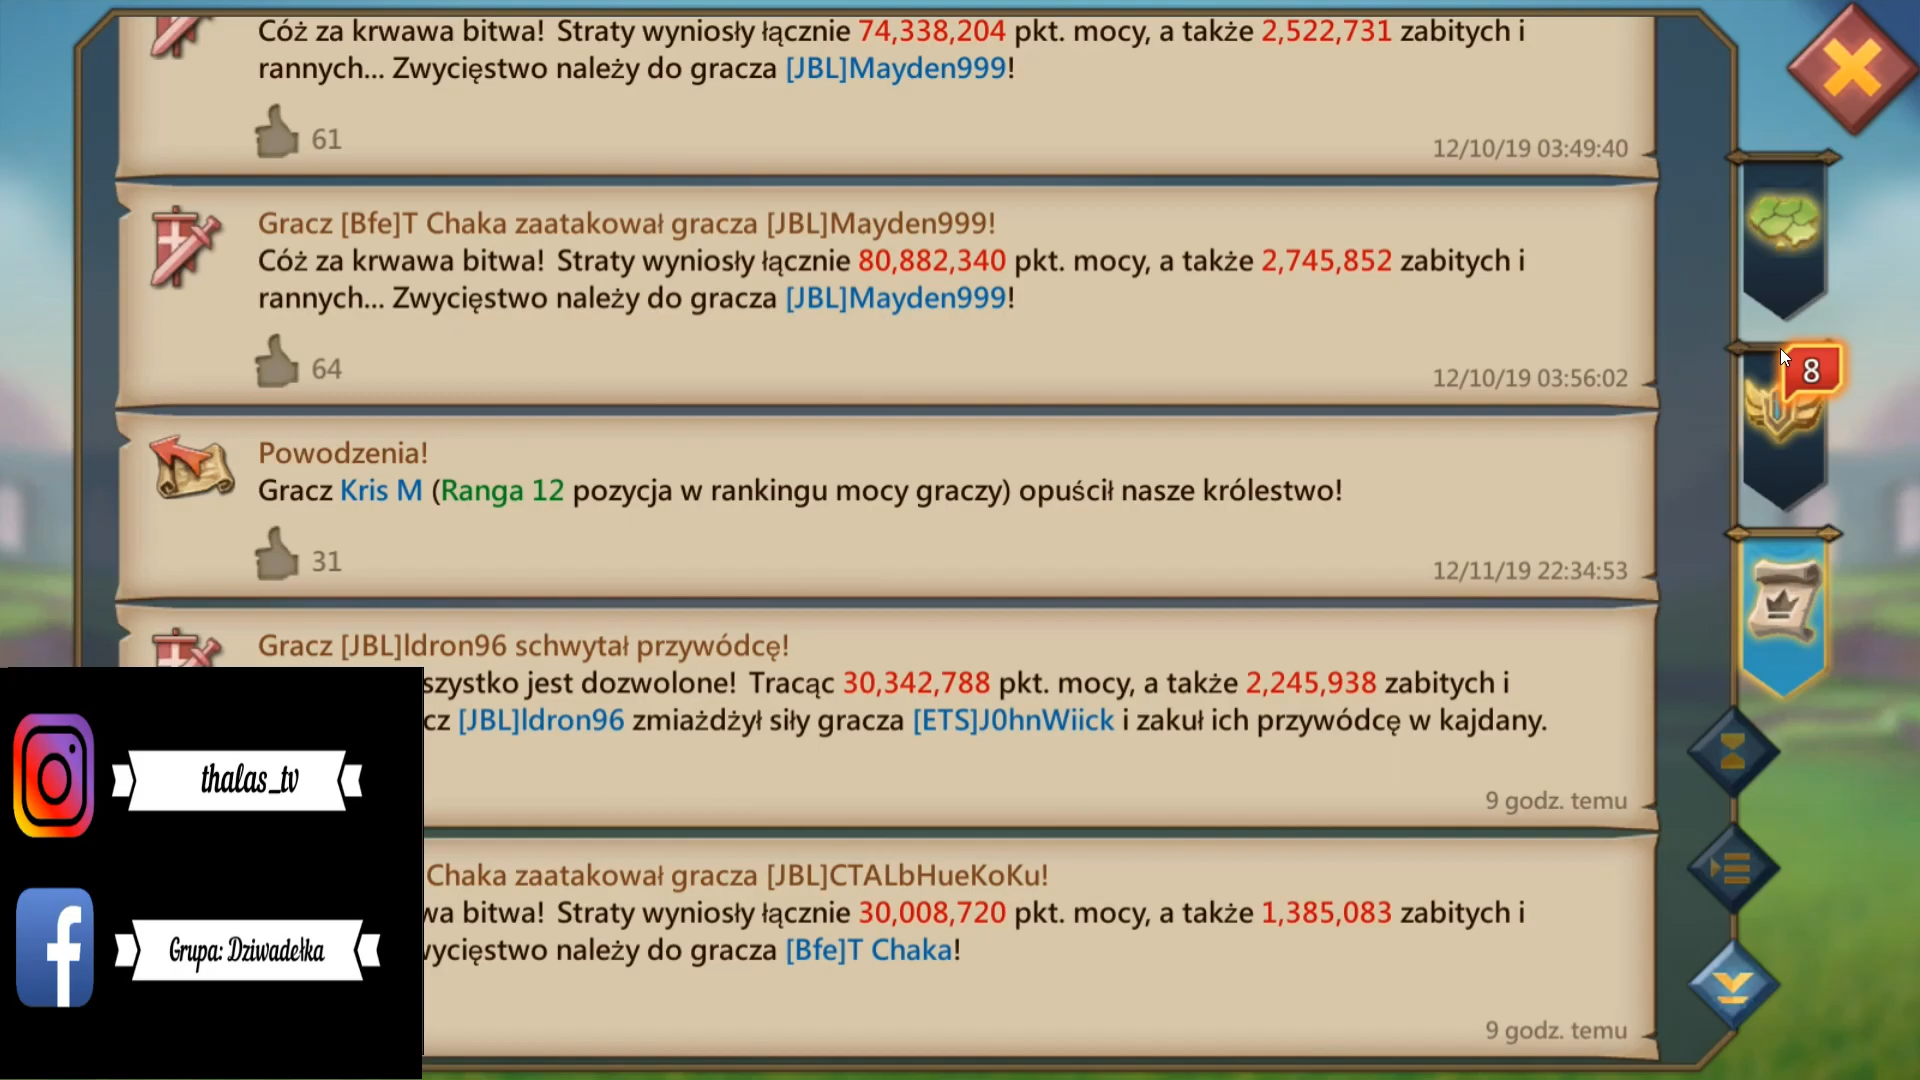 Cóż za krwawa bitwa! Straty wyniosły łącznie 74,338,204 pkt. mocy, a także 2,522,731 zabitych i
rannych... Zwycięstwo należy do gracza [JBL]Mayden999!
61
12/10/19 03:49:40
Gracz [Bfe]T Chaka zaatakował gracza [JBL]Mayden999!
Cóż za krwawa bitwa! Straty wyniosły łącznie 80,882,340 pkt. mocy, a także 2,745,852 zabitych i
rannych... Zwycięstwo należy do gracza [JBL]Mayden999!
64
12/10/19 03:56:02
8
Powodzenia!
Gracz Kris M (Ranga 12 pozycja w rankingu mocy graczy) opuścił nasze królestwo!
31
12/11/19 22:34:53
Gracz [JBL]ldron96 schwytał przywódcę!
szystko jest dozwolone! Tracąc 30,342,788 pkt. mocy, a także 2,245,938 zabitych i
cz [JBL]ldron96 zmiażdżył siły gracza [ETS]J0hnWiick i zakuł ich przywódcę w kajdany.
9 godz. temu
Chaka zaatakował gracza [JBL]CTALbHueKoKu!
wa bitwa! Straty wyniosły łącznie 30,008,720 pkt. mocy, a także 1,385,083 zabitych i
wycięstwo należy do gracza [Bfe]T Chaka!
9 godz. temu
thalas_tv
Grupa: Dziwadełka